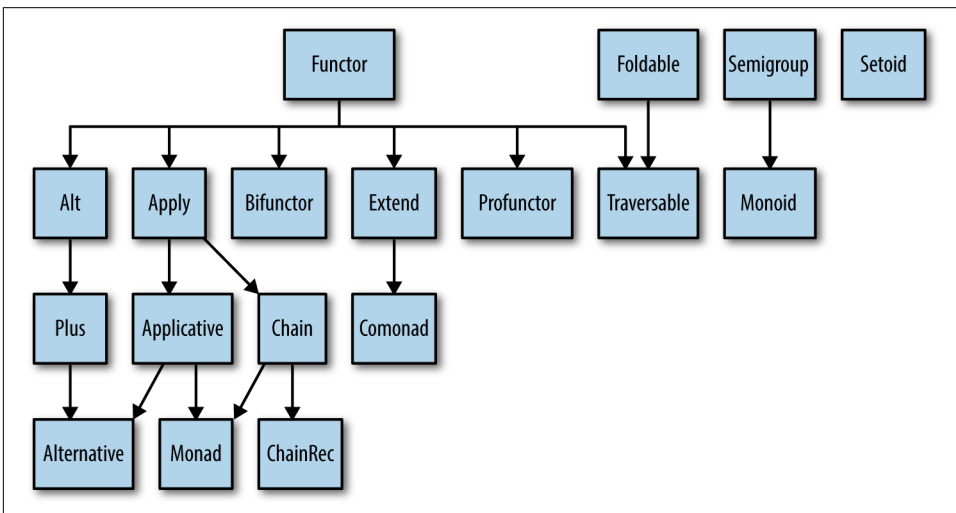 Functor
Foldable
Semigroup
Setoid
Alt
Apply
Bifunctor
Extend
Profunctor
Traversable
Monoid
Plus
Applicative
Chain
Comonad
Alternative
Monad
ChainRec